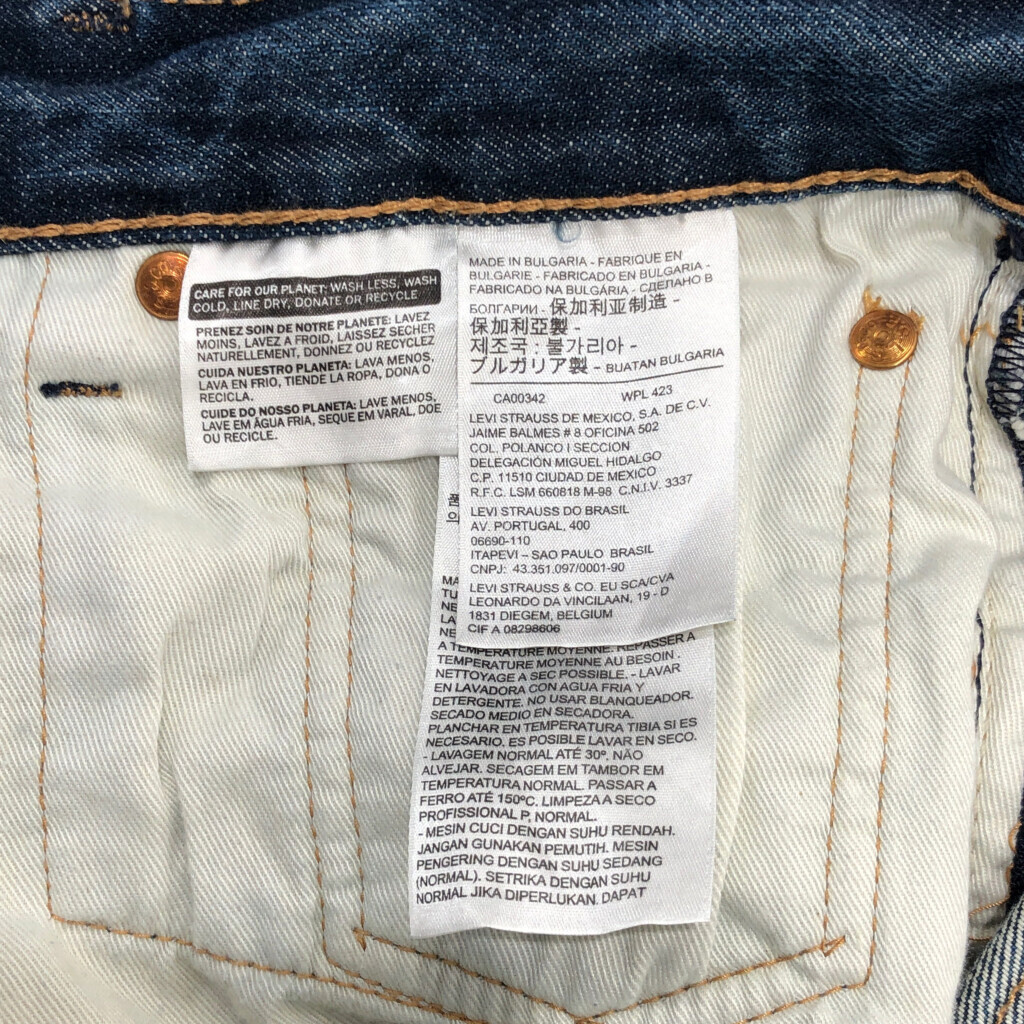 CARE FOR OUR PLANET: WASH LESS, WASH
COLD, LINE DRY, DONATE OR RECYCLE
PRENEZ SOIN DE NOTRE PLANETE: LAVEZ
MOINS, LAVEZ A FROID, LAISSEZ SECHER
NATURELLEMENT, DONNEZ OU RECYCLEZ
CUIDA NUESTRO PLANETA: LAVA MENOS,
LAVA EN FRIO, TIENDE LA ROPA, DONA O
RECICLA.
CUIDE DO NOSSO PLANETA: LAVE MENOS,
LAVE EM ÁGUA FRIA, SEQUE EM VARAL, DOE
OU RECICLE.
MADE IN BULGARIA - FABRIQUE EN
BULGARIE - FABRICADO EN BULGARIA -
FABRICADO NA BULGÁRIA - СДЕЛАНО В
БОЛГАРИИ - 保加利亚制造 -
保加利亞製 -
제조국 : 불가리아 -
ブルガリア製 - BUATAN BULGARIA
CA00342 WPL 423
LEVI STRAUSS DE MEXICO, S.A. DE C.V.
JAIME BALMES # 8 OFICINA 502
COL. POLANCO I SECCION
DELEGACIÓN MIGUEL HIDALGO
C.P. 11510 CIUDAD DE MEXICO
R.F.C. LSM 660818 M-98 C.N.I.V. 3337
LEVI STRAUSS DO BRASIL
AV. PORTUGAL, 400
06690-110
ITAPEVI – SAO PAULO BRASIL
CNPJ: 43.351.097/0001-90
LEVI STRAUSS & CO. EU SCA/CVA
LEONARDO DA VINCILAAN, 19 - D
1831 DIEGEM, BELGIUM
CIF A 08298606
품
의
MA
TU
NE
LA
NE
A TEMPERATURE MOYENNE. REPASSER A
TEMPERATURE MOYENNE AU BESOIN .
NETTOYAGE A SEC POSSIBLE. - LAVAR
EN LAVADORA CON AGUA FRIA Y
DETERGENTE. NO USAR BLANQUEADOR.
SECADO MEDIO EN SECADORA.
PLANCHAR EN TEMPERATURA TIBIA SI ES
NECESARIO. ES POSIBLE LAVAR EN SECO.
- LAVAGEM NORMAL ATÉ 30º, NÃO
ALVEJAR. SECAGEM EM TAMBOR EM
TEMPERATURA NORMAL. PASSAR A
FERRO ATÉ 150ºC. LIMPEZA A SECO
PROFISSIONAL P, NORMAL.
- MESIN CUCI DENGAN SUHU RENDAH.
JANGAN GUNAKAN PEMUTIH. MESIN
PENGERING DENGAN SUHU SEDANG
(NORMAL). SETRIKA DENGAN SUHU
NORMAL JIKA DIPERLUKAN. DAPAT